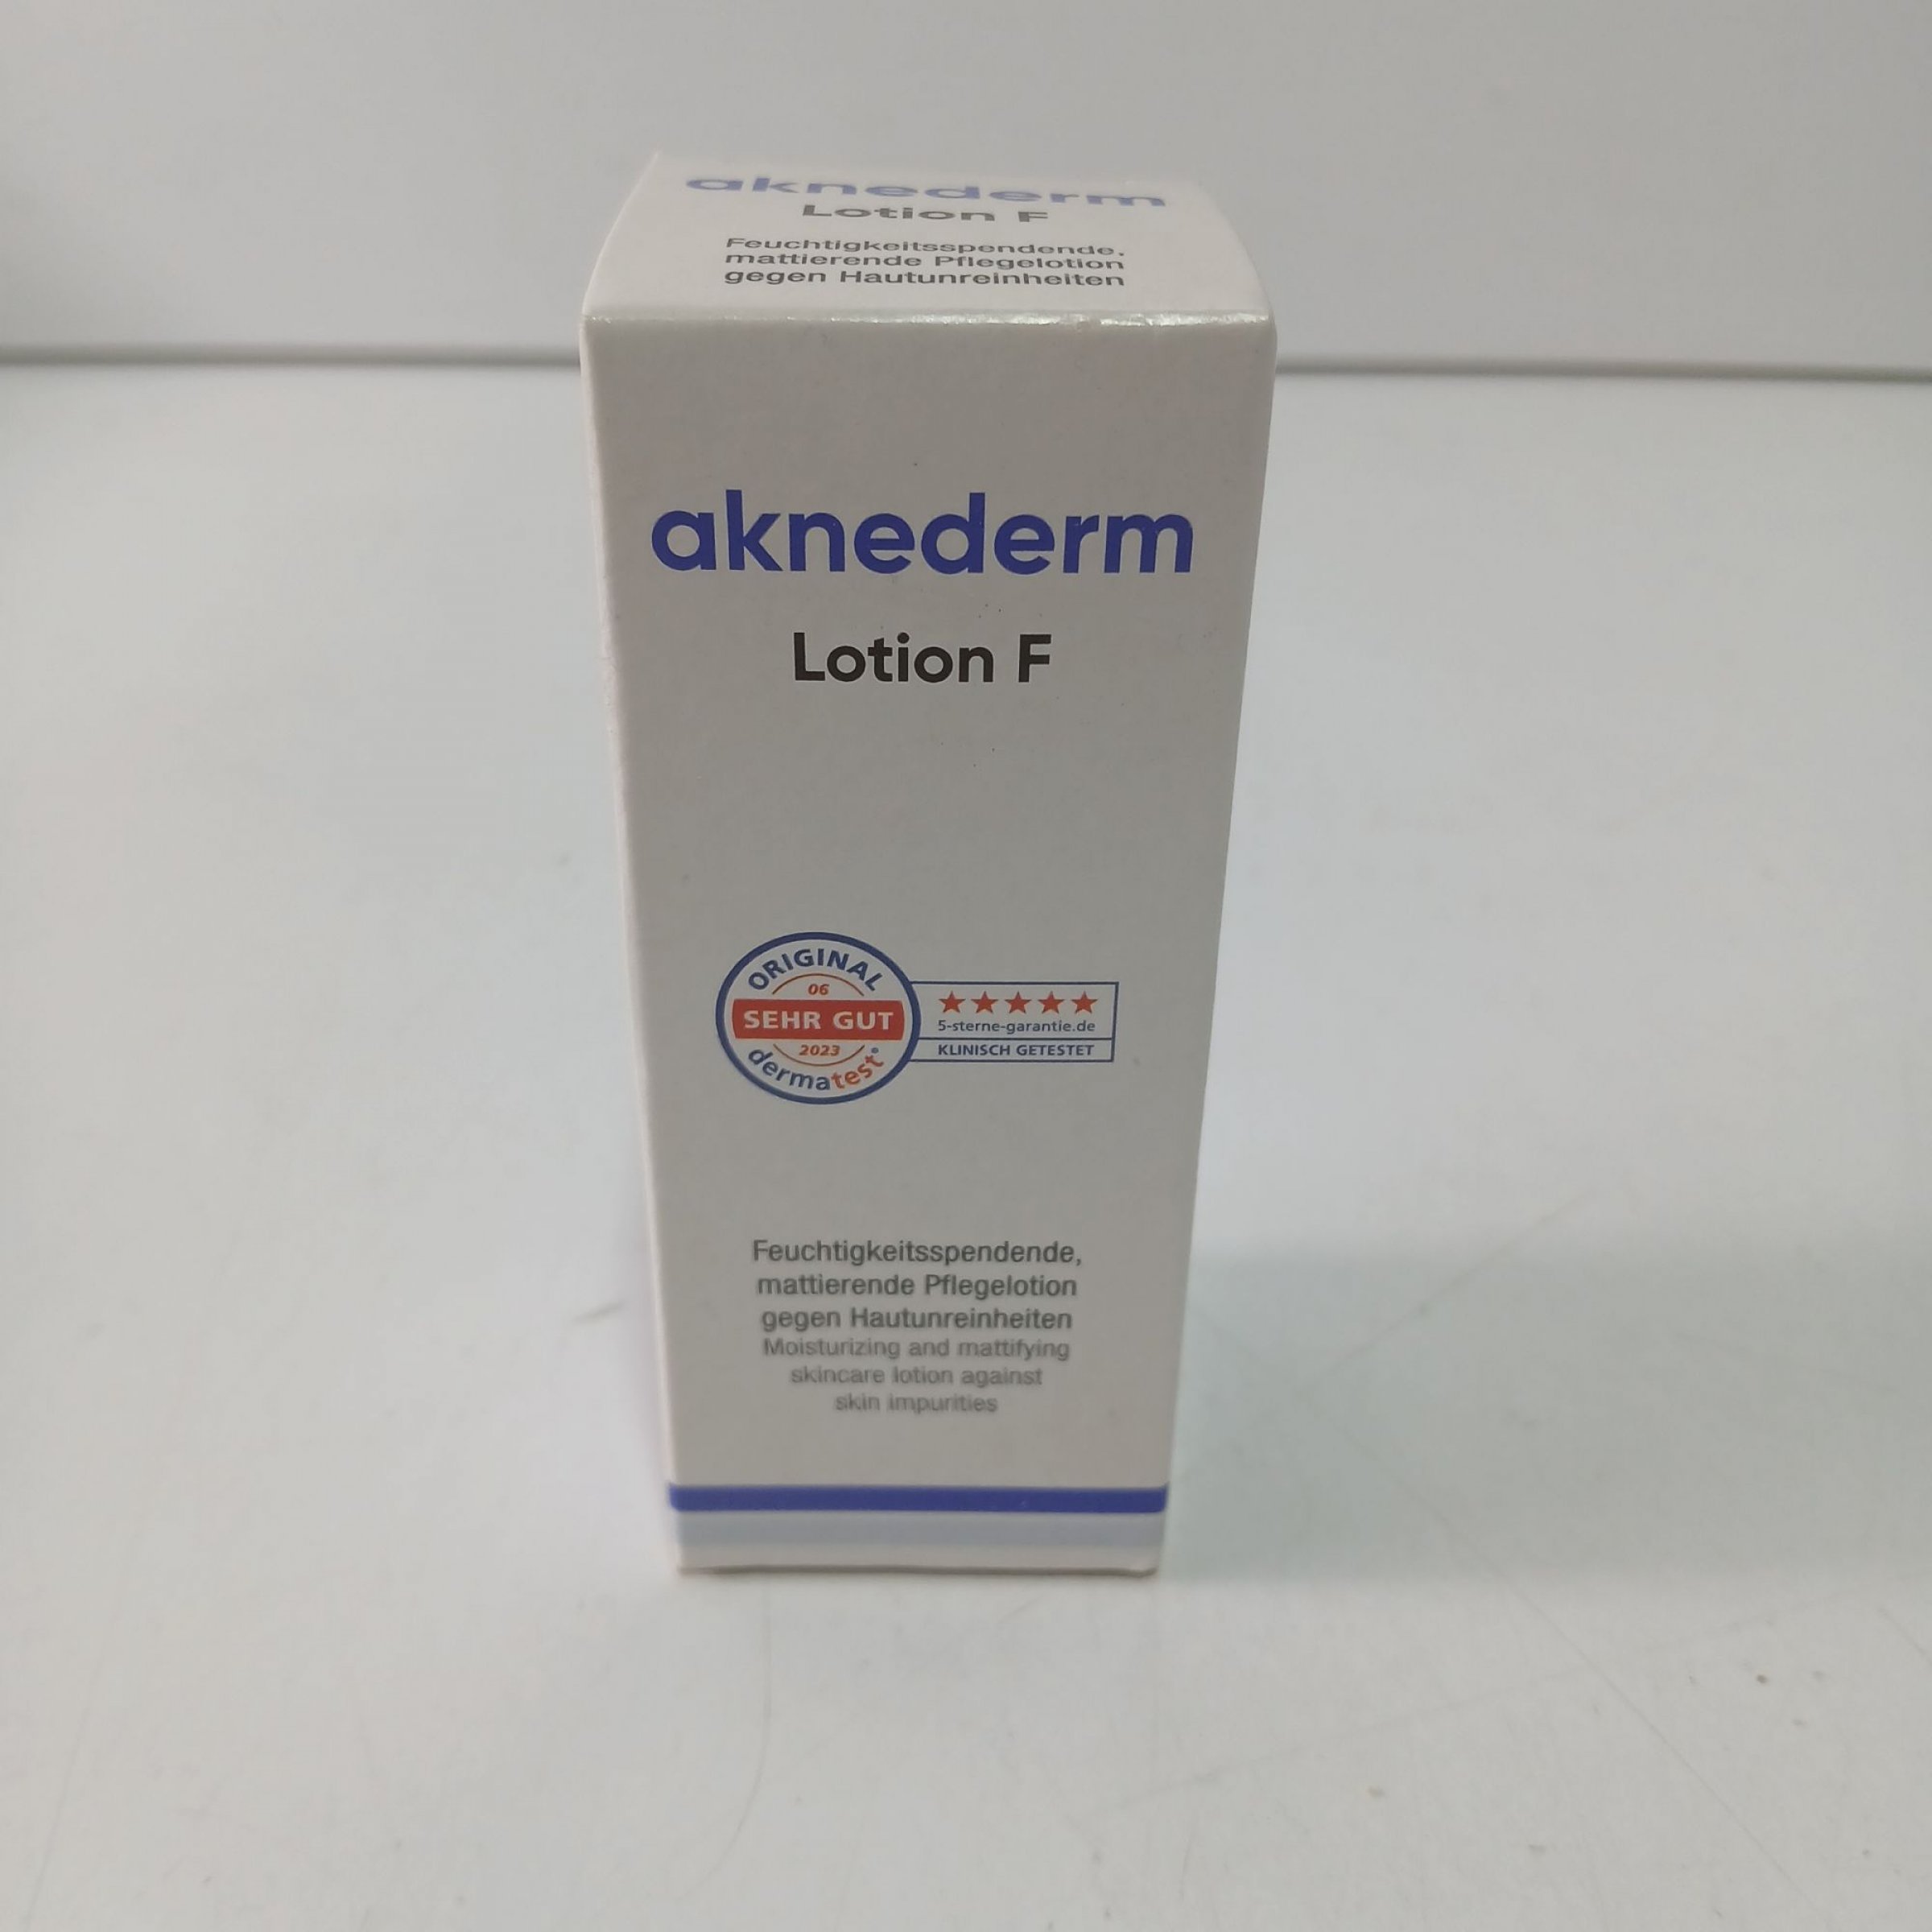 aknederm
Lotion F
Feuchtigkeitsspendende,
mattierende Pflegelotion
gegen Hautunreinheiten
aknederm
Lotion F
ORIGINAL
06
SEHR GUT
2023
dermatest®
5-sterne-garantie.de
KLINISCH GETESTET
Feuchtigkeitsspendende,
mattierende Pflegelotion
gegen Hautunreinheiten
Moisturizing and mattifying
skincare lotion against
skin impurities